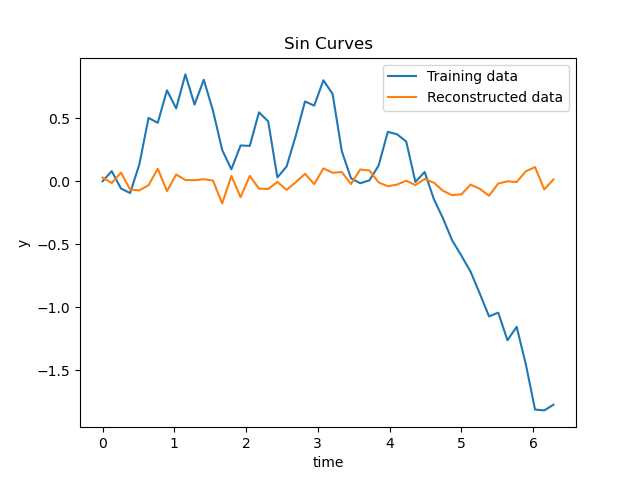 Sin Curves
Training data
Reconstructed data
0.5
0.0
−0.5
−1.0
−1.5
y
0 1 2 3 4 5 6
time